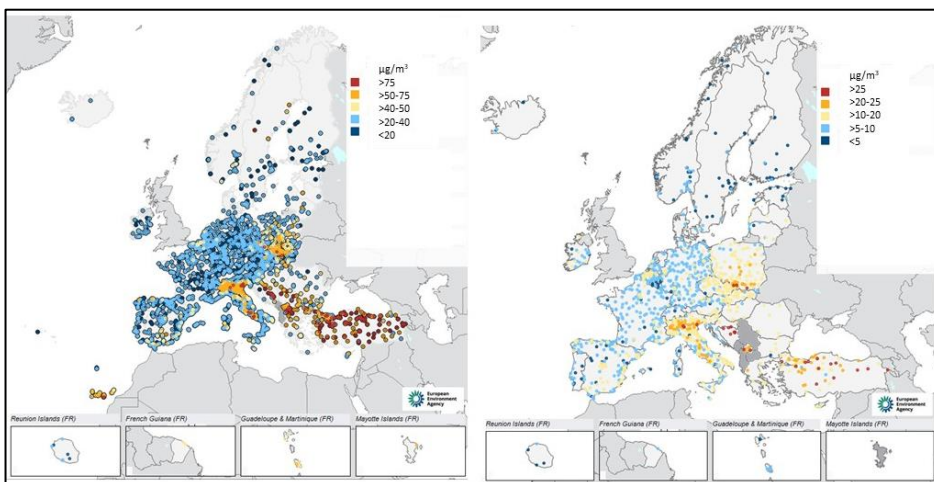 µg/m³
>75
>50-75
>40-50
>20-40
<20
European
Environment
Agency
Reunion Islands (FR)
French Guiana (FR)
Guadeloupe & Martinique (FR)
Mayotte Islands (FR)
µg/m³
>25
>20-25
>10-20
>5-10
<5
European
Environment
Agency
Reunion Islands (FR)
French Guiana (FR)
Guadeloupe & Martinique (FR)
Mayotte Islands (FR)